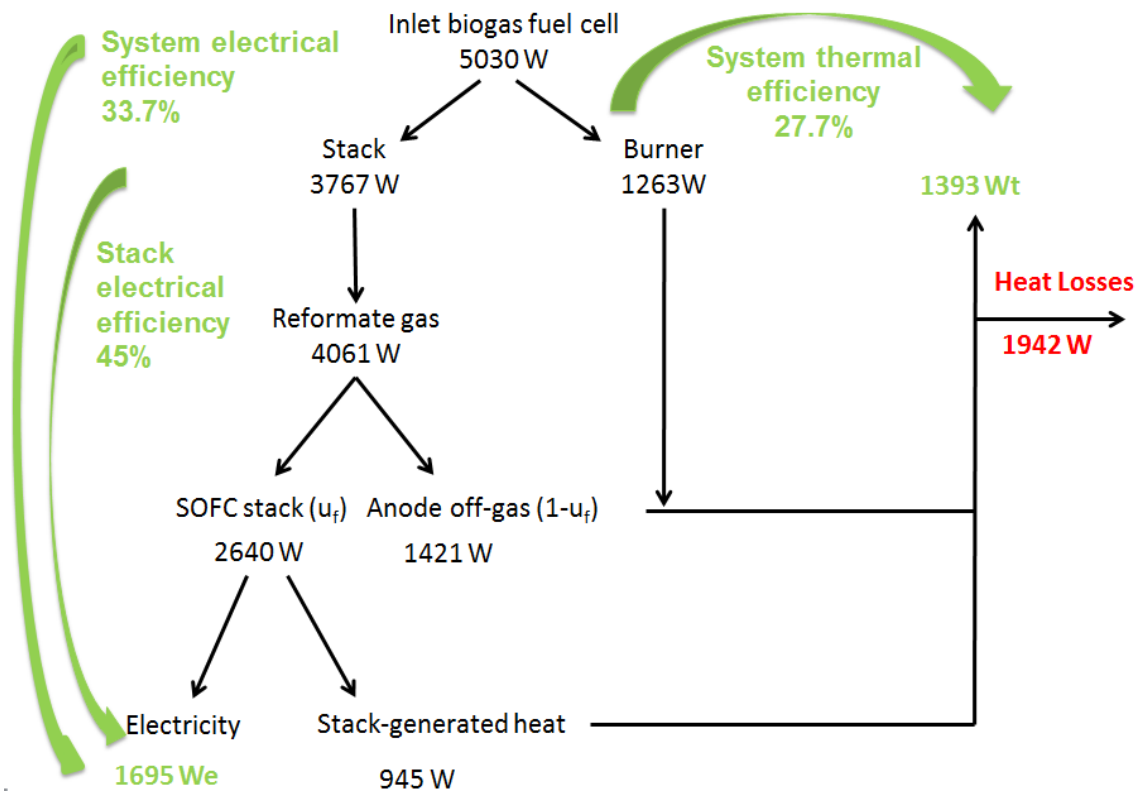 Inlet biogas fuel cell
5030 W
System electrical
efficiency
33.7%
System thermal
efficiency
27.7%
Stack
3767 W
Burner
1263W
1393 Wt
Stack
electrical
efficiency
45%
Heat Losses
1942 W
Reformate gas
4061 W
SOFC stack (uf)
2640 W
Anode off-gas (1-uf)
1421 W
Electricity
1695 We
Stack-generated heat
945 W